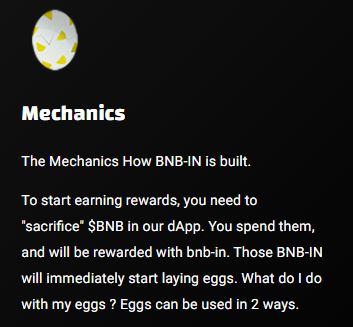 Mechanics
The Mechanics How BNB-IN is built.
To start earning rewards, you need to
"sacrifice" $BNB in our dApp. You spend them,
and will be rewarded with bnb-in. Those BNB-IN
will immediately start laying eggs. What do I do
with my eggs ? Eggs can be used in 2 ways.